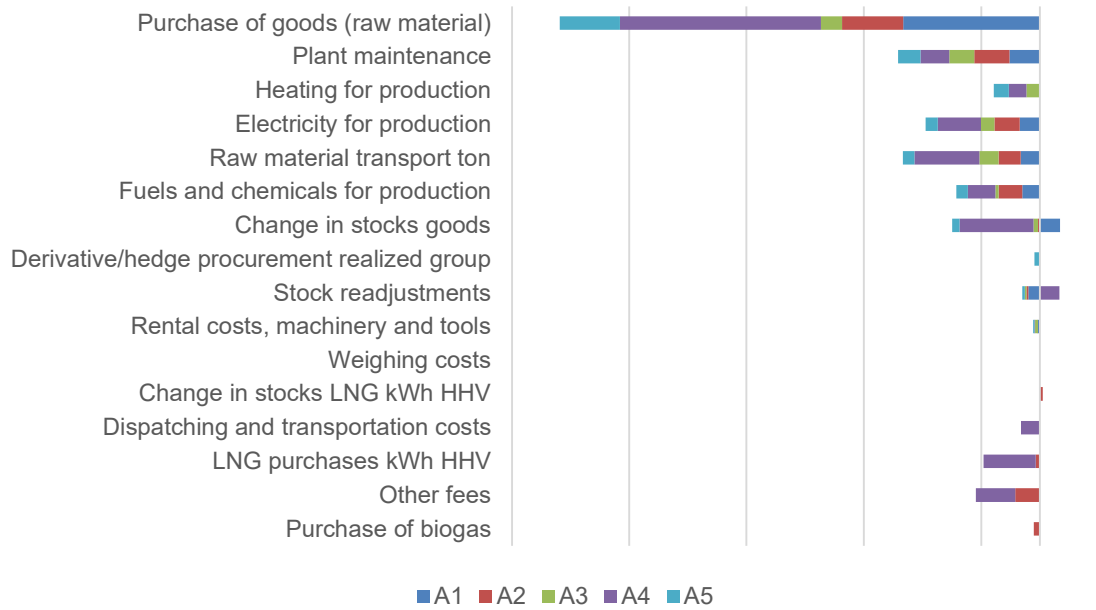 Purchase of goods (raw material)
Plant maintenance
Heating for production
Electricity for production
Raw material transport ton
Fuels and chemicals for production
Change in stocks goods
Derivative/hedge procurement realized group
Stock readjustments
Rental costs, machinery and tools
Weighing costs
Change in stocks LNG kWh HHV
Dispatching and transportation costs
LNG purchases kWh HHV
Other fees
Purchase of biogas
A1 A2 A3 A4 A5